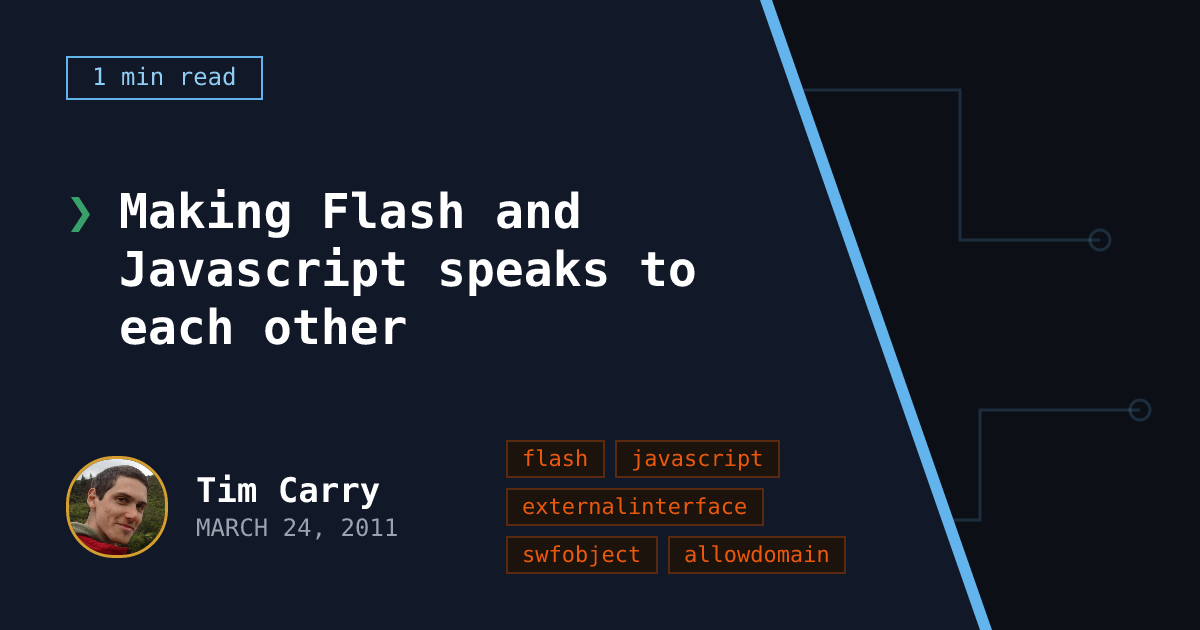 1 min read
❯ Making Flash and
Javascript speaks to
each other
Tim Carry
MARCH 24, 2011
flash javascript
externalinterface
swfobject allowdomain